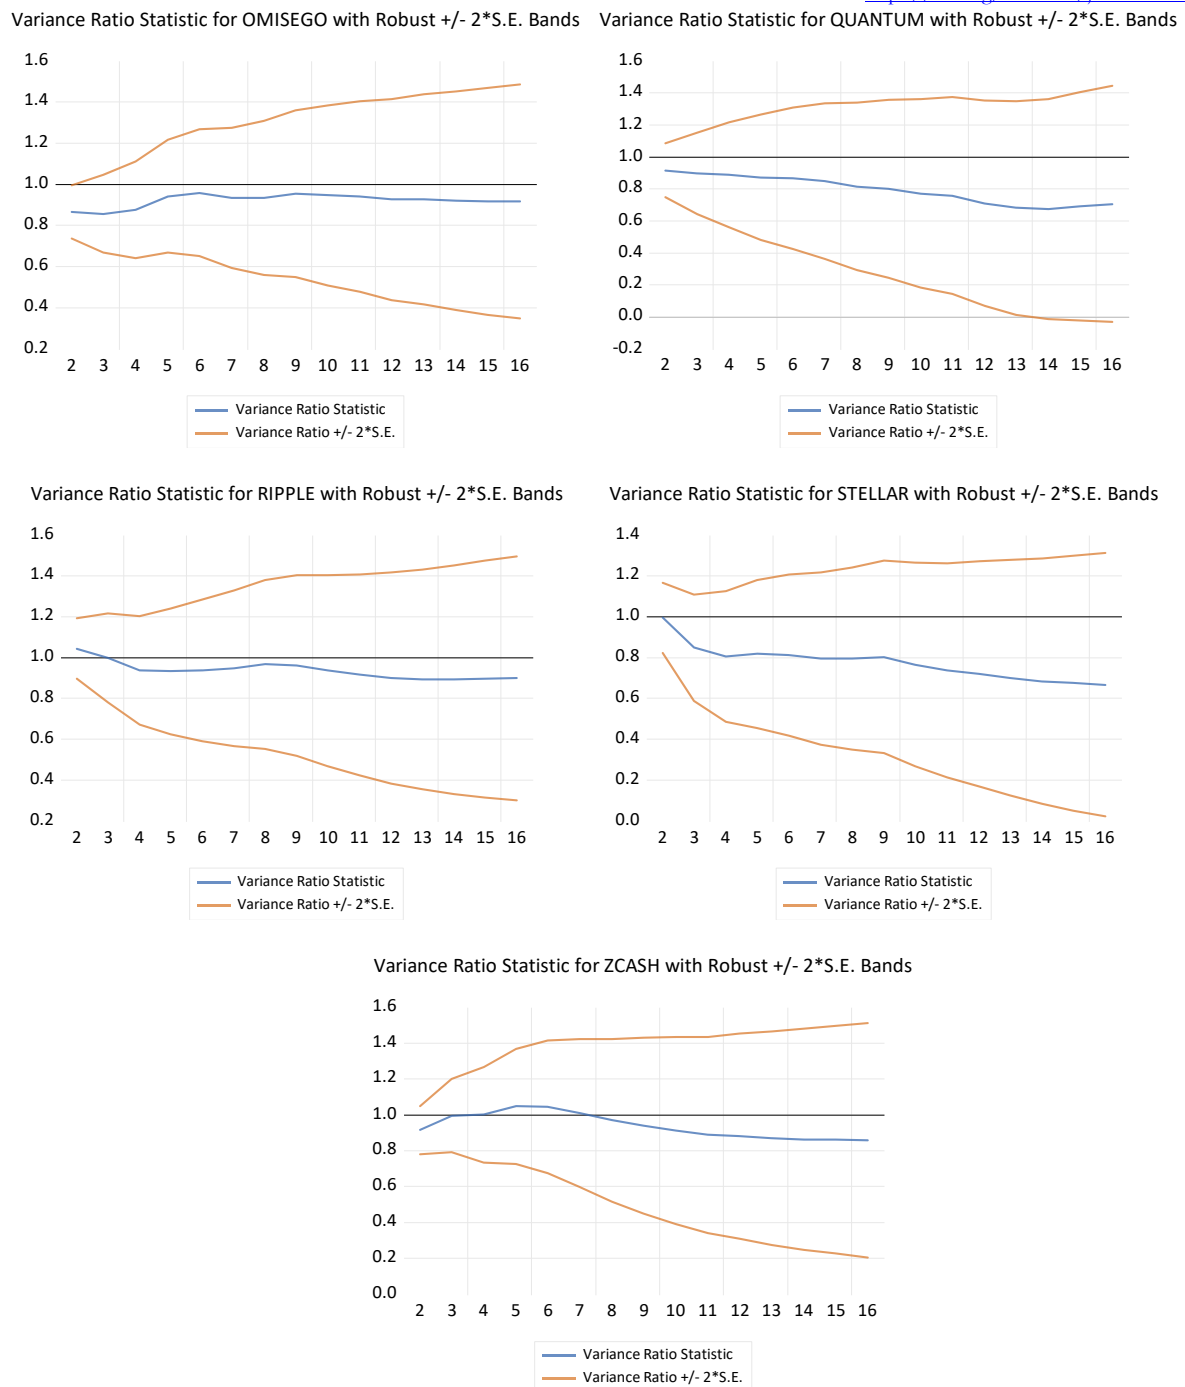 Variance Ratio Statistic for OMISEGO with Robust +/- 2*S.E. Bands
1.6
1.4
1.2
1.0
0.8
0.6
0.4
0.2
2 3 4 5 6 7 8 9 10 11 12 13 14 15 16
Variance Ratio Statistic
Variance Ratio +/- 2*S.E.
Variance Ratio Statistic for QUANTUM with Robust +/- 2*S.E. Bands
1.6
1.4
1.2
1.0
0.8
0.6
0.4
0.2
0.0
-0.2
2 3 4 5 6 7 8 9 10 11 12 13 14 15 16
Variance Ratio Statistic
Variance Ratio +/- 2*S.E.
Variance Ratio Statistic for RIPPLE with Robust +/- 2*S.E. Bands
1.6
1.4
1.2
1.0
0.8
0.6
0.4
0.2
2 3 4 5 6 7 8 9 10 11 12 13 14 15 16
Variance Ratio Statistic
Variance Ratio +/- 2*S.E.
Variance Ratio Statistic for STELLAR with Robust +/- 2*S.E. Bands
1.4
1.2
1.0
0.8
0.6
0.4
0.2
0.0
2 3 4 5 6 7 8 9 10 11 12 13 14 15 16
Variance Ratio Statistic
Variance Ratio +/- 2*S.E.
Variance Ratio Statistic for ZCASH with Robust +/- 2*S.E. Bands
1.6
1.4
1.2
1.0
0.8
0.6
0.4
0.2
0.0
2 3 4 5 6 7 8 9 10 11 12 13 14 15 16
Variance Ratio Statistic
Variance Ratio +/- 2*S.E.